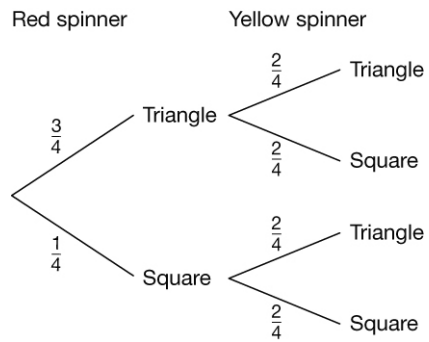 Red spinner Yellow spinner
2/4 Triangle
3/4 Triangle
2/4 Square
1/4 Square
2/4 Triangle
2/4 Square